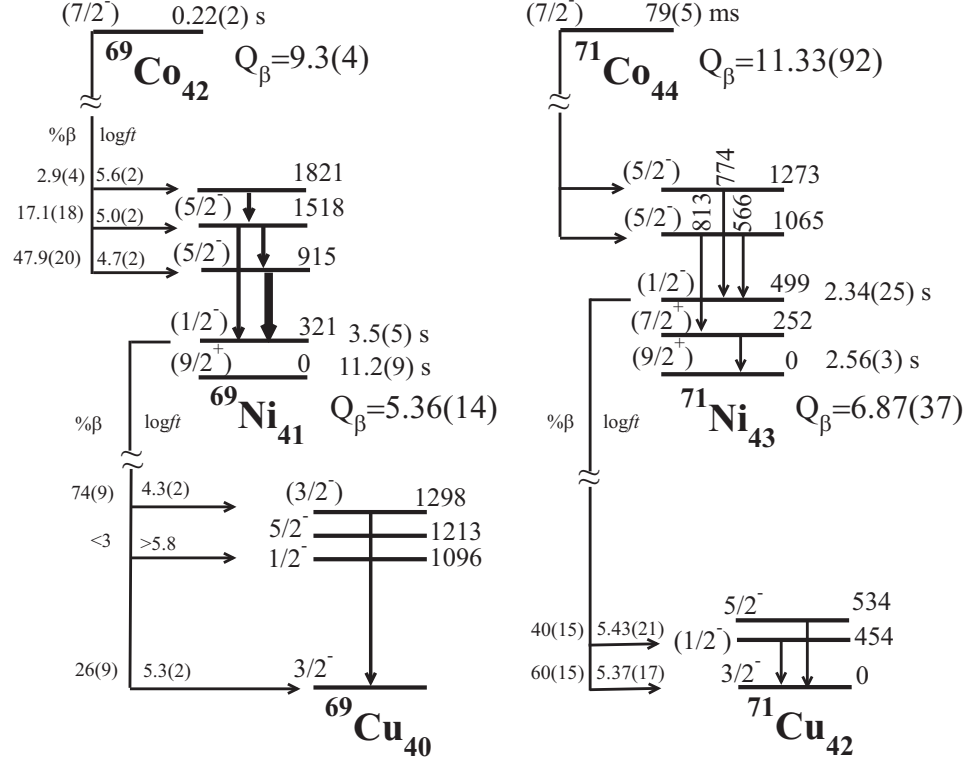 (7/2⁻) 0.22(2) s
⁶⁹Co₄₂ Q_β=9.3(4)
%β logft
2.9(4) 5.6(2) 1821
17.1(18) 5.0(2) (5/2⁻) 1518
47.9(20) 4.7(2) (5/2⁻) 915
(1/2⁻) 321 3.5(5) s
(9/2⁺) 0 11.2(9) s
⁶⁹Ni₄₁ Q_β=5.36(14)
%β logft
74(9) 4.3(2) (3/2⁻) 1298
5/2⁻ 1213
<3 >5.8 1/2⁻ 1096
26(9) 5.3(2) 3/2⁻
⁶⁹Cu₄₀
(7/2⁻) 79(5) ms
⁷¹Co₄₄ Q_β=11.33(92)
774
(5/2⁻) 1273
813 566
(5/2⁻) 1065
(1/2⁻) 499 2.34(25) s
(7/2⁺) 252
(9/2⁺) 0 2.56(3) s
⁷¹Ni₄₃ Q_β=6.87(37)
%β logft
5/2⁻ 534
40(15) 5.43(21) (1/2⁻) 454
60(15) 5.37(17) 3/2⁻ 0
⁷¹Cu₄₂